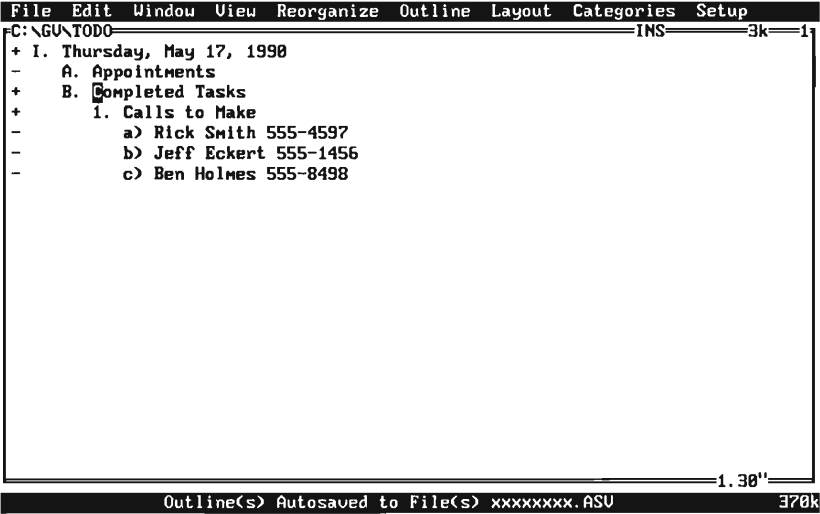 File Edit Window View Reorganize Outline Layout Categories Setup
C:\GV\TODO INS 3k 1
+ I. Thursday, May 17, 1990
- A. Appointments
+ B. Completed Tasks
+ 1. Calls to Make
- a) Rick Smith 555-4597
- b) Jeff Eckert 555-1456
- c) Ben Holmes 555-8498
1.30"
Outline(s) Autosaved to File(s) xxxxxxxx.ASV 370k